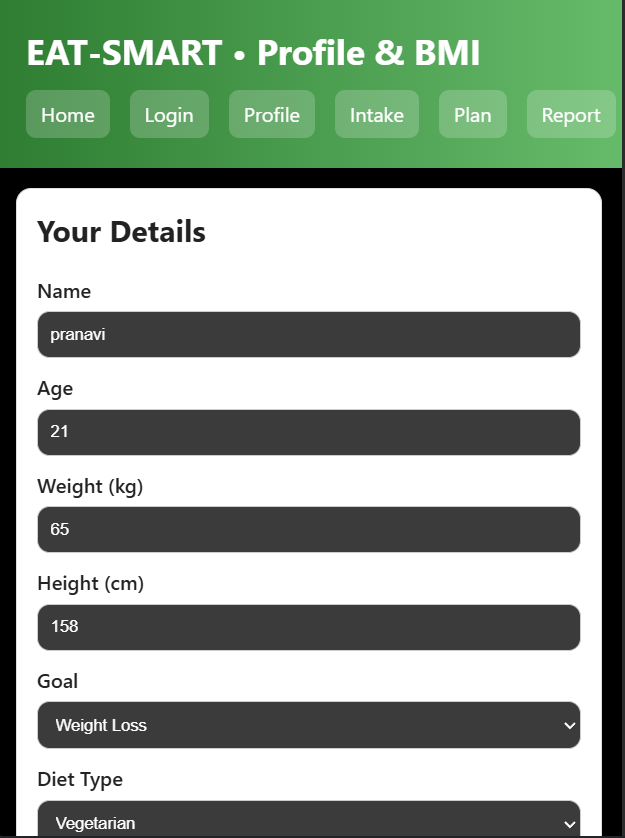 EAT-SMART • Profile & BMI
Home Login Profile Intake Plan Report
Your Details
Name
pranavi
Age
21
Weight (kg)
65
Height (cm)
158
Goal
Weight Loss
Diet Type
Vegetarian